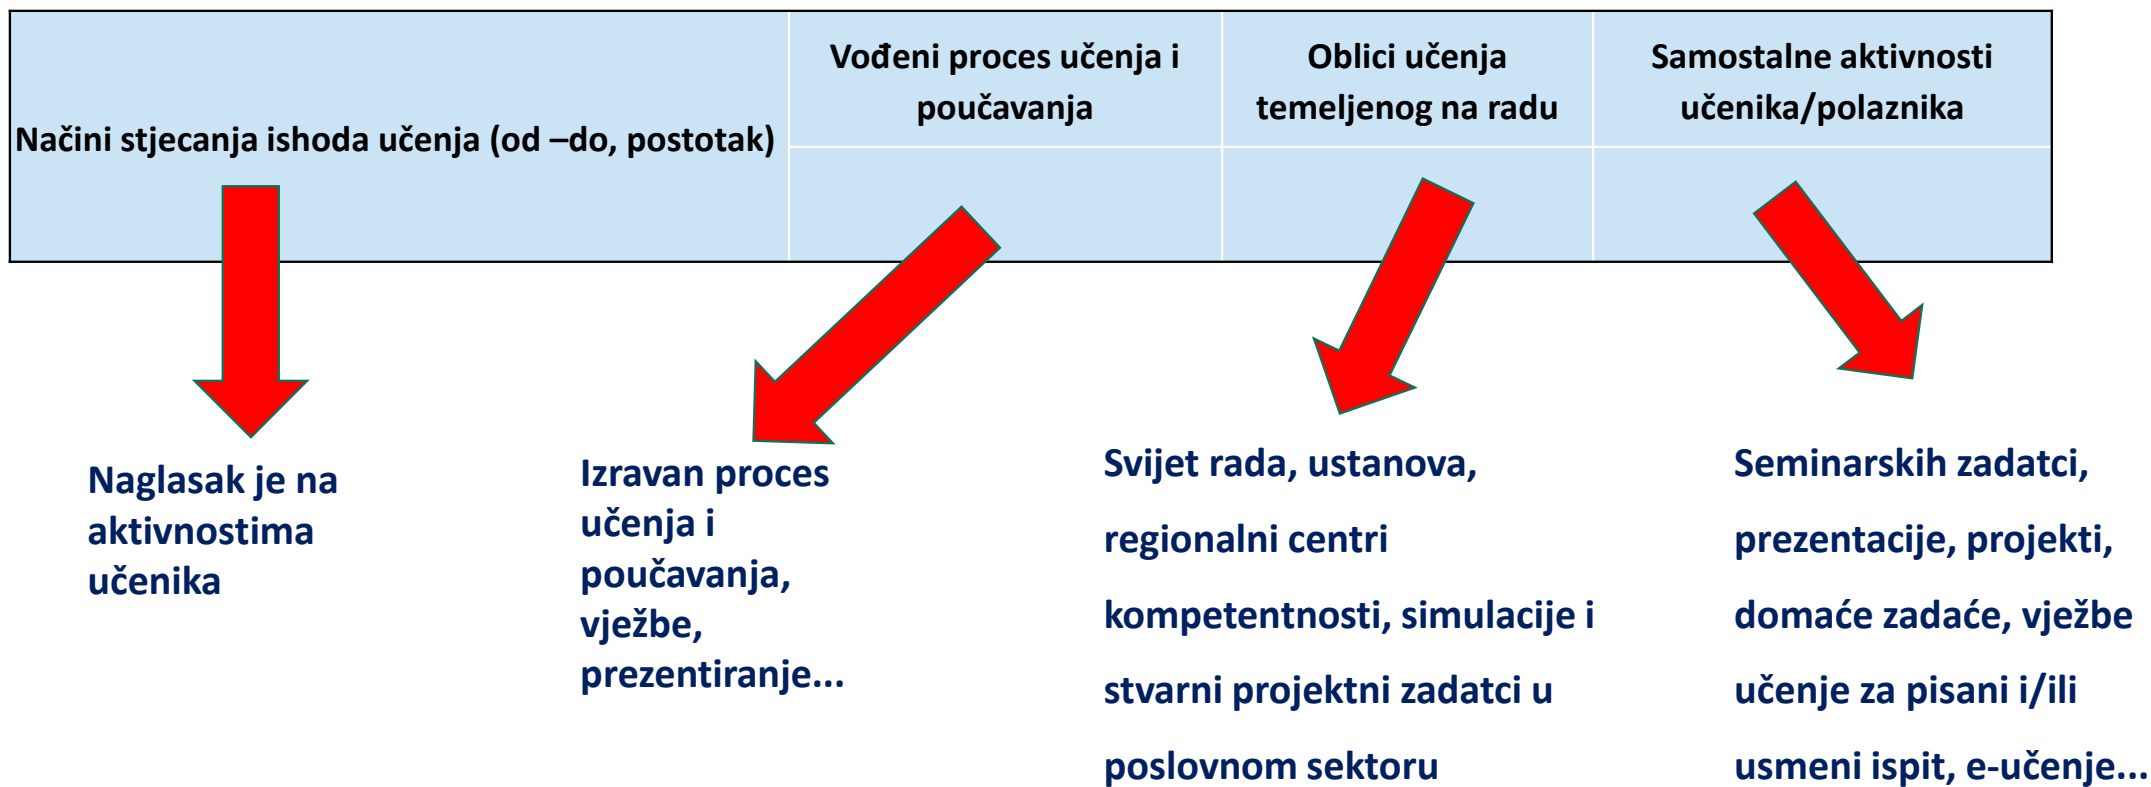 Načini stjecanja ishoda učenja (od –do, postotak)
Vođeni proces učenja i
poučavanja
Oblici učenja
temeljenog na radu
Samostalne aktivnosti
učenika/polaznika
Naglasak je na
aktivnostima
učenika
Izravan proces
učenja i
poučavanja,
vježbe,
prezentiranje...
Svijet rada, ustanova,
regionalni centri
kompetentnosti, simulacije i
stvarni projektni zadatci u
poslovnom sektoru
Seminarskih zadatci,
prezentacije, projekti,
domaće zadaće, vježbe
učenje za pisani i/ili
usmeni ispit, e-učenje...